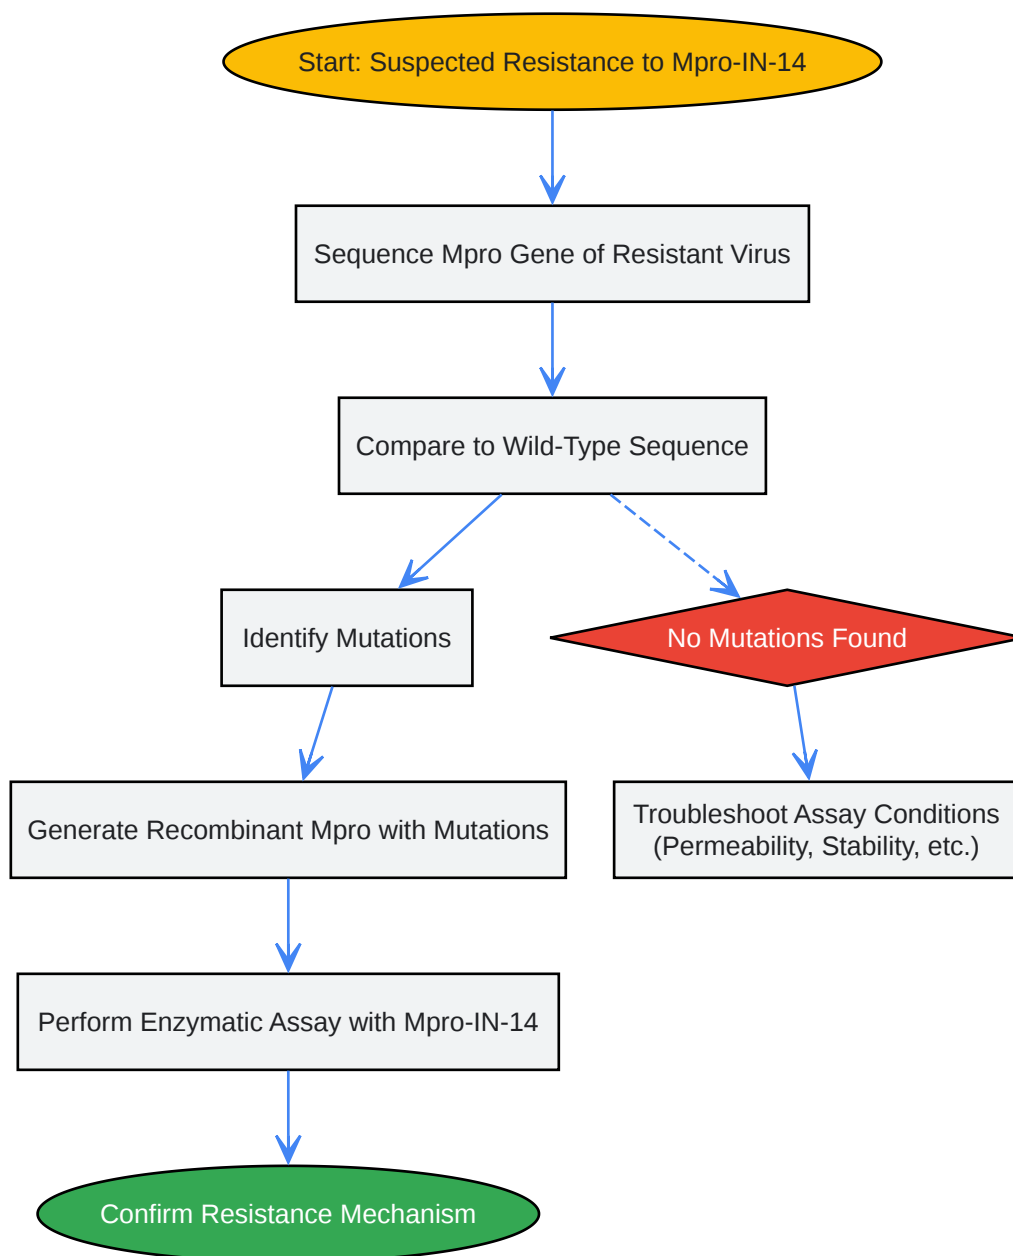 Start: Suspected Resistance to Mpro-IN-14
Sequence Mpro Gene of Resistant Virus
Compare to Wild-Type Sequence
Identify Mutations
No Mutations Found
Generate Recombinant Mpro with Mutations
Troubleshoot Assay Conditions
(Permeability, Stability, etc.)
Perform Enzymatic Assay with Mpro-IN-14
Confirm Resistance Mechanism